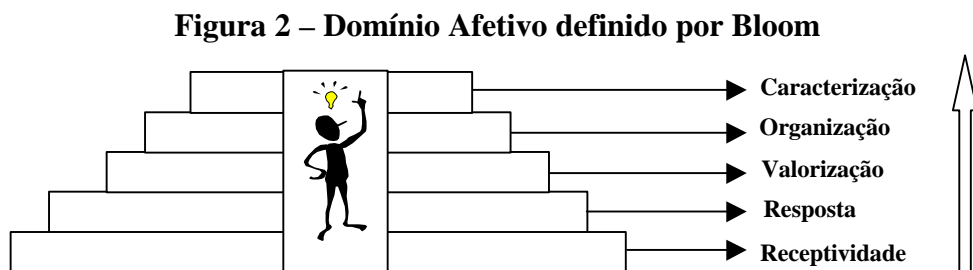 Figura 2 – Domínio Afetivo definido por Bloom
Caracterização
Organização
Valorização
Resposta
Receptividade